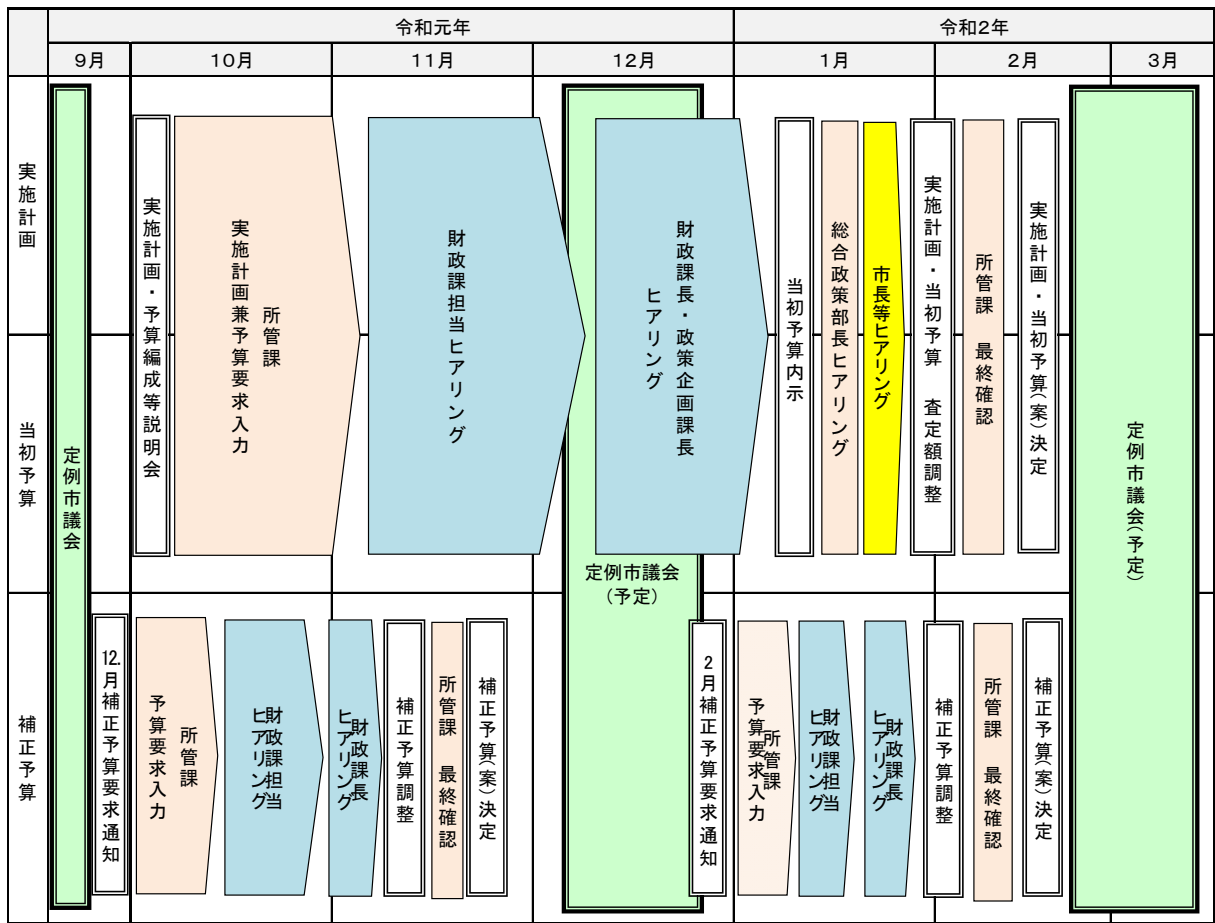 令和元年
令和2年
9月
10月
11月
12月
1月
2月
3月
実施計画
当初予算
補正予算
定例市議会
実施計画・予算編成等説明会
所管課
実施計画兼予算要求入力
財政課担当ヒアリング
定例市議会
(予定)
財政課長・政策企画課長
ヒアリング
当初予算内示
総合政策部長ヒアリング
市長等ヒアリング
実施計画・当初予算 査定額調整
所管課 最終確認
実施計画・当初予算(案)決定
定例市議会(予定)
12月補正予算要求通知
所管課
予算要求入力
財政課担当
ヒアリング
財政課長
ヒアリング
補正予算調整
所管課 最終確認
補正予算(案)決定
2月補正予算要求通知
所管課
予算要求入力
財政課担当
ヒアリング
財政課長
ヒアリング
補正予算調整
所管課 最終確認
補正予算(案)決定